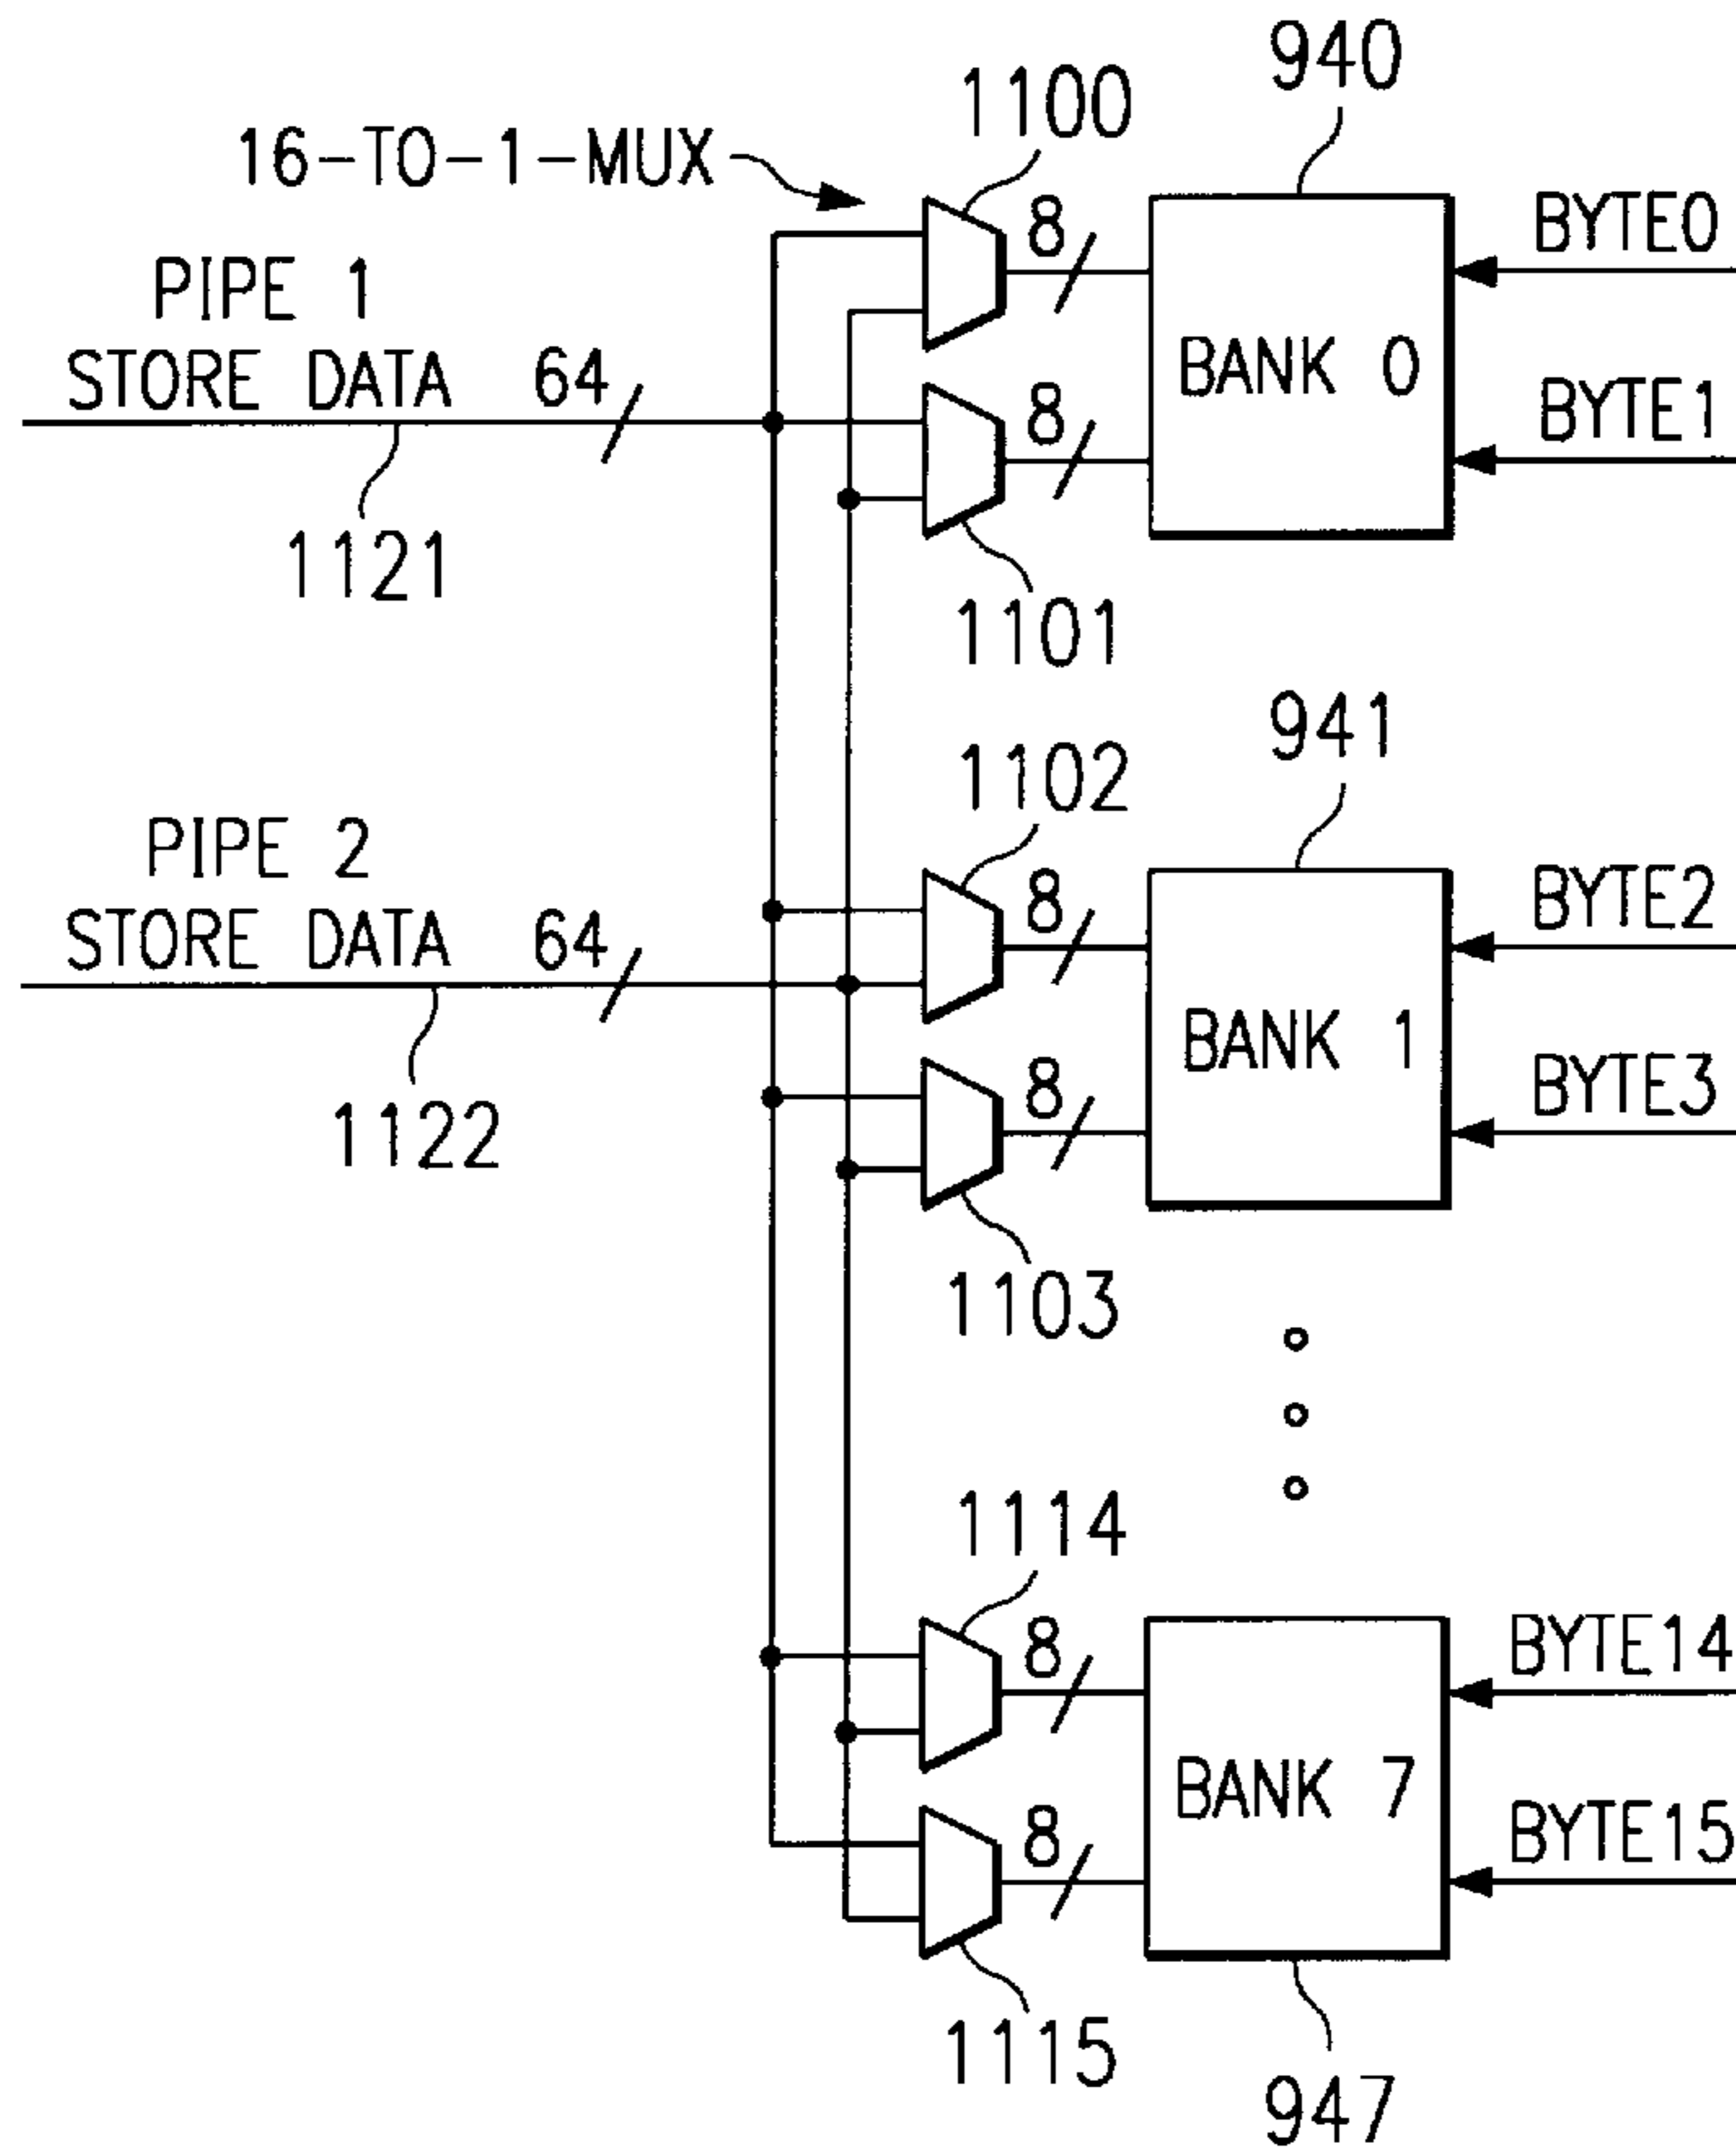 940
1100
16-TO-1-MUX
8
BYTE0
PIPE 1
STORE DATA 64
BANK 0
8
BYTE1
1121
1101
941
1102
PIPE 2
STORE DATA 64
8
BYTE2
BANK 1
8
BYTE3
1122
1103
1114
8
BYTE14
BANK 7
8
BYTE15
1115
947